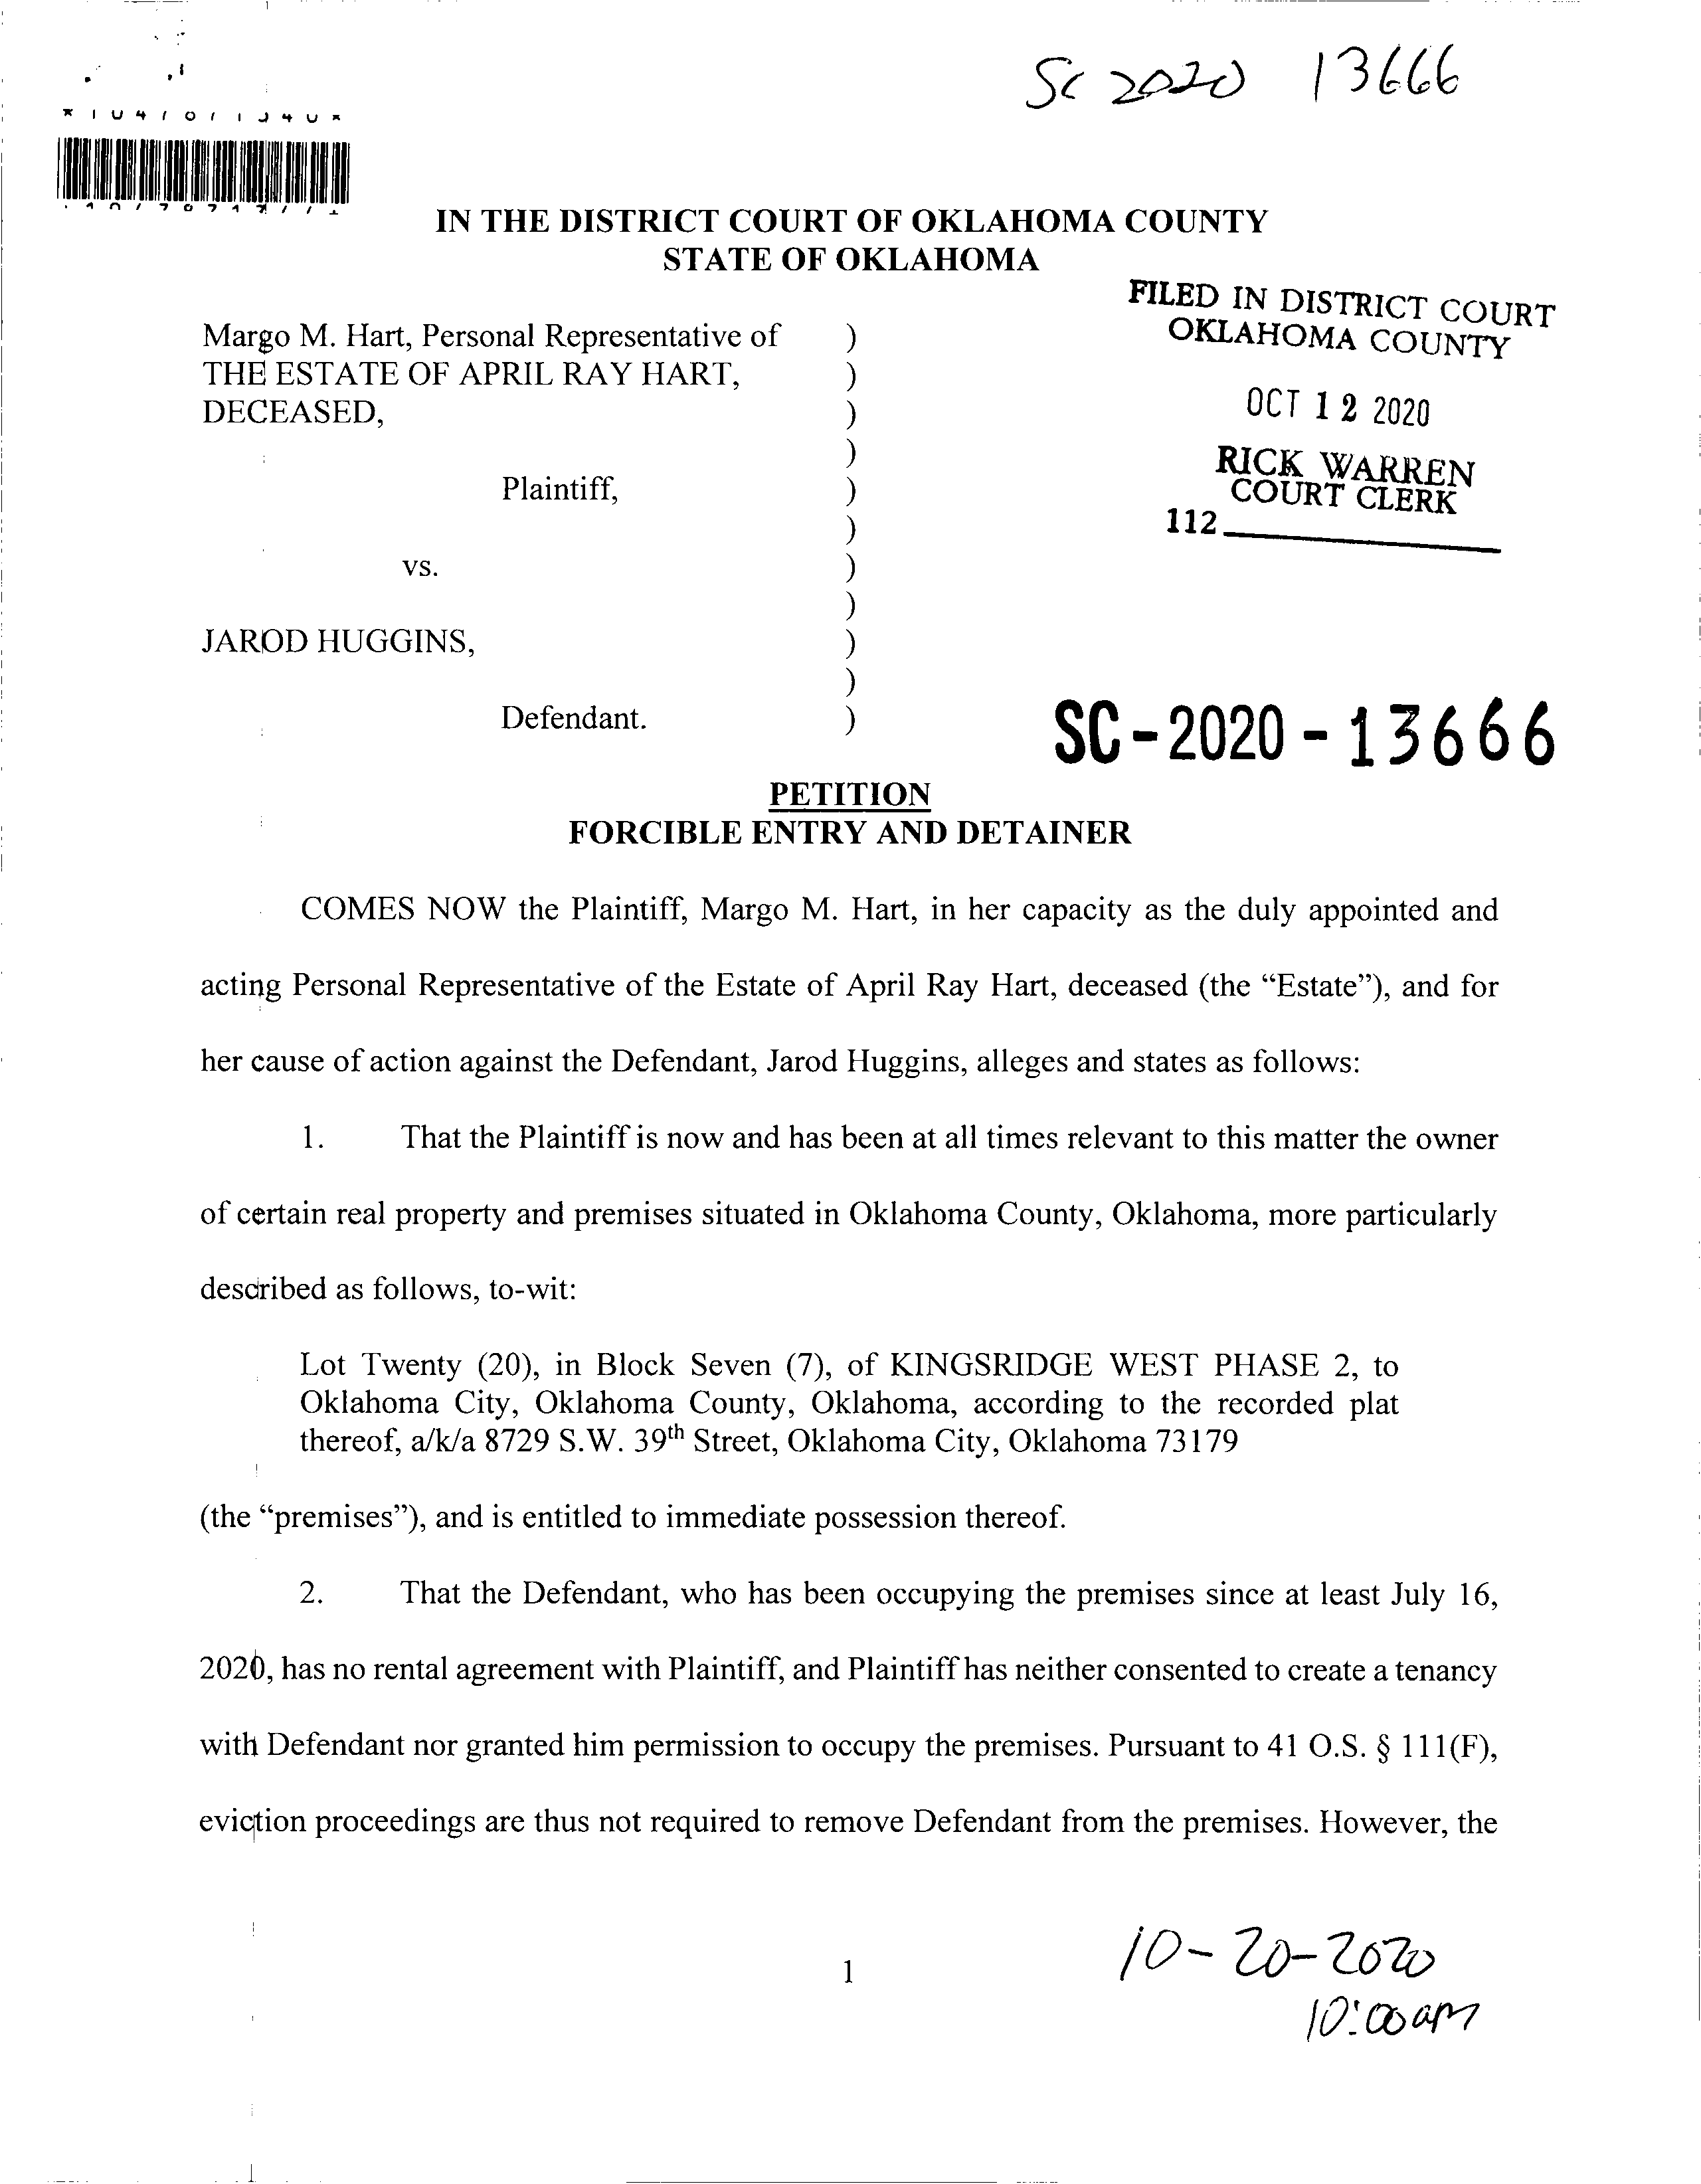 SC 2020 13666
IN THE DISTRICT COURT OF OKLAHOMA COUNTY
STATE OF OKLAHOMA
FILED IN DISTRICT COURT
OKLAHOMA COUNTY
OCT 12 2020
RICK WARREN
COURT CLERK
112
Margo M. Hart, Personal Representative of )
THE ESTATE OF APRIL RAY HART, )
DECEASED, )
)
Plaintiff, )
)
vs. )
)
JAROD HUGGINS, )
)
Defendant. )
SC-2020-13666
PETITION
FORCIBLE ENTRY AND DETAINER
COMES NOW the Plaintiff, Margo M. Hart, in her capacity as the duly appointed and
acting Personal Representative of the Estate of April Ray Hart, deceased (the “Estate”), and for
her cause of action against the Defendant, Jarod Huggins, alleges and states as follows:
1. That the Plaintiff is now and has been at all times relevant to this matter the owner
of certain real property and premises situated in Oklahoma County, Oklahoma, more particularly
described as follows, to-wit:
Lot Twenty (20), in Block Seven (7), of KINGSRIDGE WEST PHASE 2, to
Oklahoma City, Oklahoma County, Oklahoma, according to the recorded plat
thereof, a/k/a 8729 S.W. 39th Street, Oklahoma City, Oklahoma 73179
(the “premises”), and is entitled to immediate possession thereof.
2. That the Defendant, who has been occupying the premises since at least July 16,
2020, has no rental agreement with Plaintiff, and Plaintiff has neither consented to create a tenancy
with Defendant nor granted him permission to occupy the premises. Pursuant to 41 O.S. § 111(F),
eviction proceedings are thus not required to remove Defendant from the premises. However, the
1
10-20-2020
10:00am